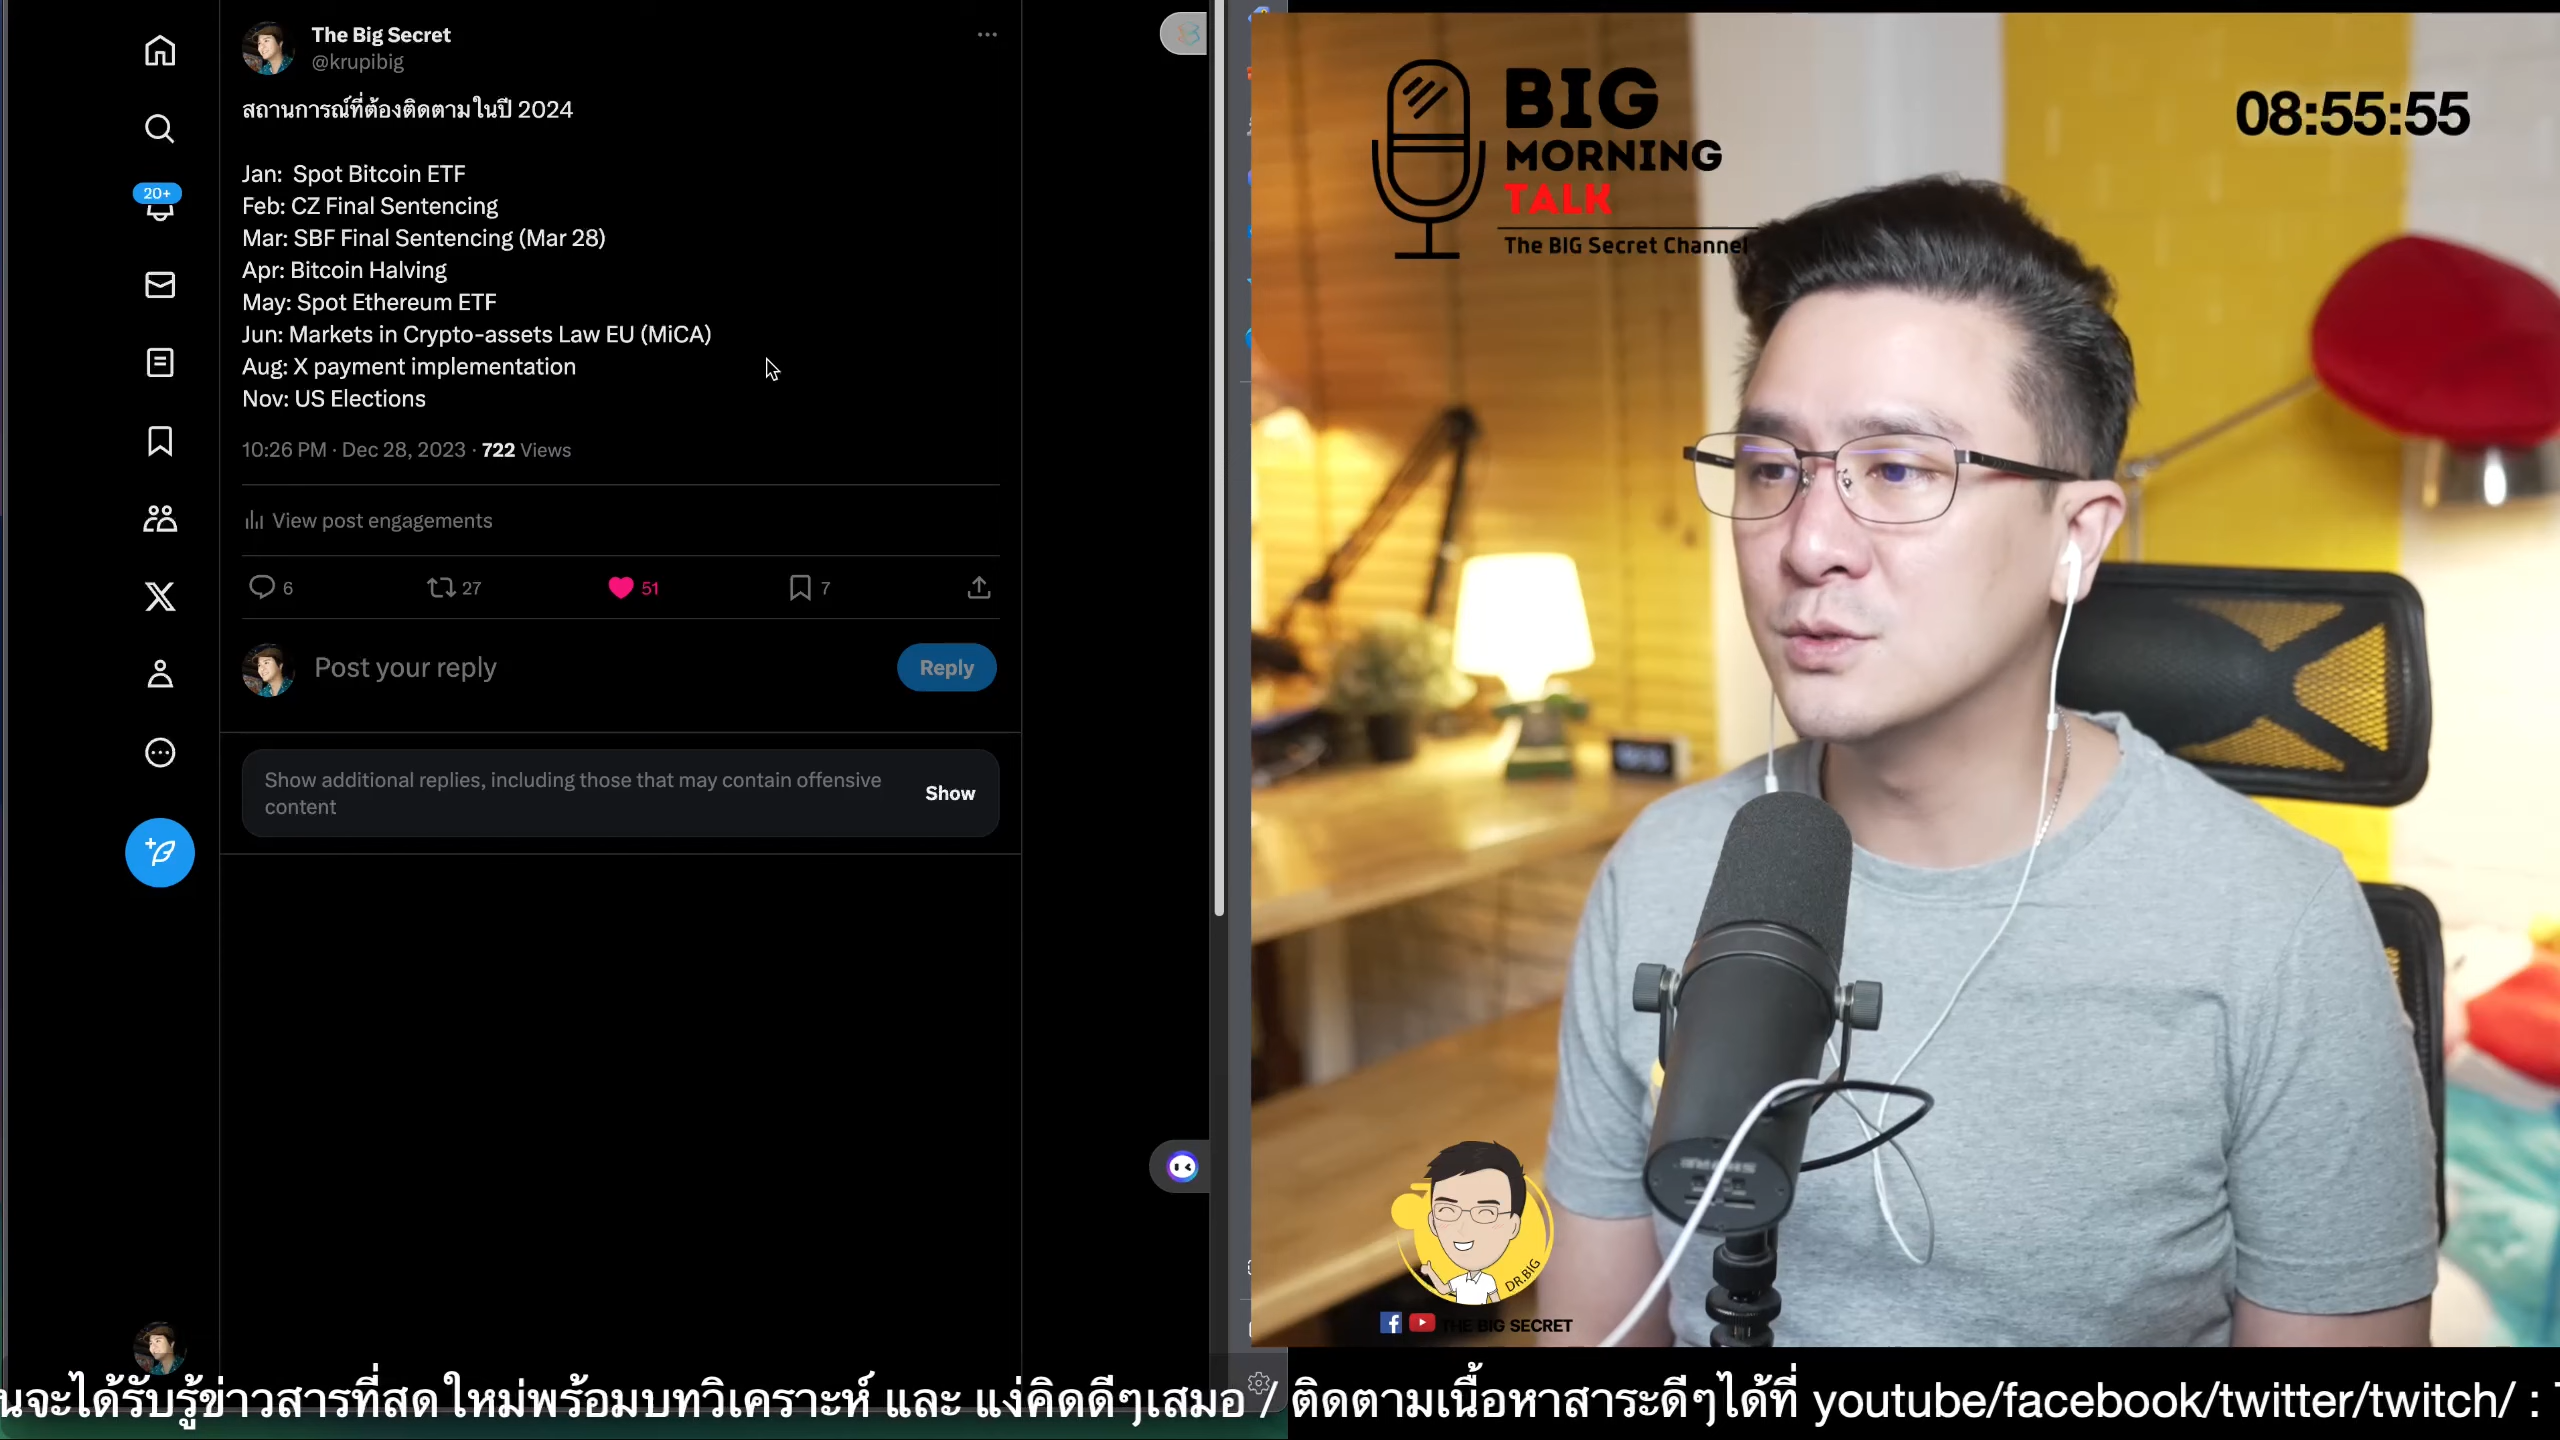 The Big Secret
@krupibig
สถานการณ์ที่ต้องติดตามในปี 2024
Jan: Spot Bitcoin ETF
Feb: CZ Final Sentencing
Mar: SBF Final Sentencing (Mar 28)
Apr: Bitcoin Halving
May: Spot Ethereum ETF
Jun: Markets in Crypto-assets Law EU (MiCA)
Aug: X payment implementation
Nov: US Elections
10:26 PM · Dec 28, 2023 · 722 Views
View post engagements
6 27 51 7
Post your reply
Reply
Show additional replies, including those that may contain offensive
content
Show
20+
BIG
MORNING
TALK
The BIG Secret Channel
08:55:55
SHURE
DR.BIG
THE BIG SECRET
นจะได้รับรู้ข่าวสารที่สดใหม่พร้อมบทวิเคราะห์ และ แง่คิดดีๆเสมอ / ติดตามเนื้อหาสาระดีๆได้ที่ youtube/facebook/twitter/twitch/ :